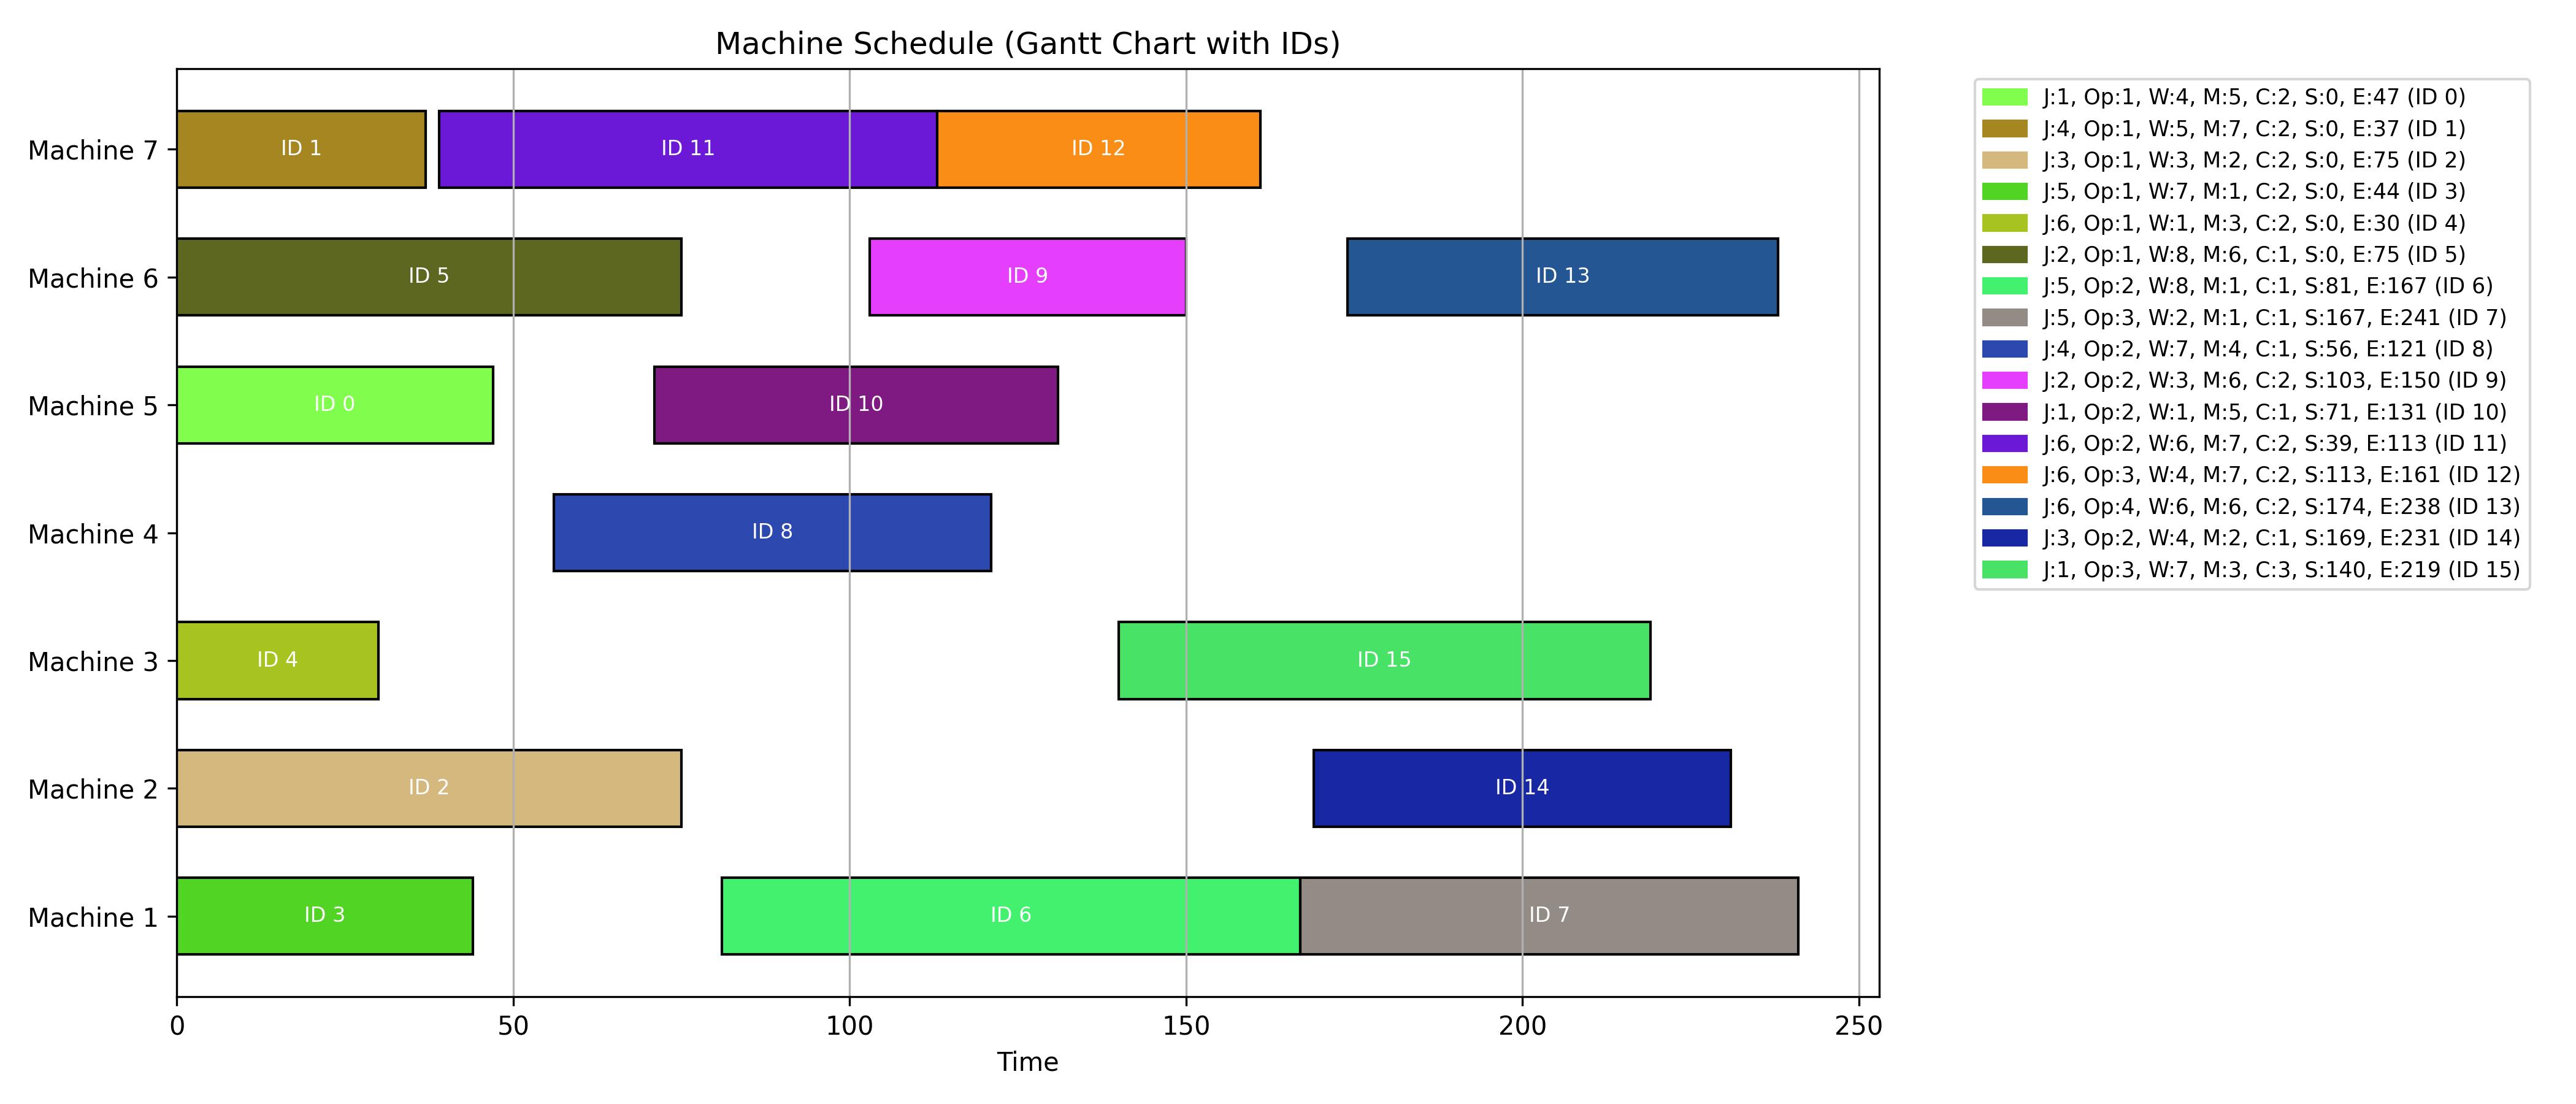 Machine Schedule (Gantt Chart with IDs)
Machine 7
ID 1
ID 11
ID 12
Machine 6
ID 5
ID 9
ID 13
Machine 5
ID 0
ID 10
Machine 4
ID 8
Machine 3
ID 4
ID 15
Machine 2
ID 2
ID 14
Machine 1
ID 3
ID 6
ID 7
0
50
100
150
200
250
Time
J:1, Op:1, W:4, M:5, C:2, S:0, E:47 (ID 0)
J:4, Op:1, W:5, M:7, C:2, S:0, E:37 (ID 1)
J:3, Op:1, W:3, M:2, C:2, S:0, E:75 (ID 2)
J:5, Op:1, W:7, M:1, C:2, S:0, E:44 (ID 3)
J:6, Op:1, W:1, M:3, C:2, S:0, E:30 (ID 4)
J:2, Op:1, W:8, M:6, C:1, S:0, E:75 (ID 5)
J:5, Op:2, W:8, M:1, C:1, S:81, E:167 (ID 6)
J:5, Op:3, W:2, M:1, C:1, S:167, E:241 (ID 7)
J:4, Op:2, W:7, M:4, C:1, S:56, E:121 (ID 8)
J:2, Op:2, W:3, M:6, C:2, S:103, E:150 (ID 9)
J:1, Op:2, W:1, M:5, C:1, S:71, E:131 (ID 10)
J:6, Op:2, W:6, M:7, C:2, S:39, E:113 (ID 11)
J:6, Op:3, W:4, M:7, C:2, S:113, E:161 (ID 12)
J:6, Op:4, W:6, M:6, C:2, S:174, E:238 (ID 13)
J:3, Op:2, W:4, M:2, C:1, S:169, E:231 (ID 14)
J:1, Op:3, W:7, M:3, C:3, S:140, E:219 (ID 15)